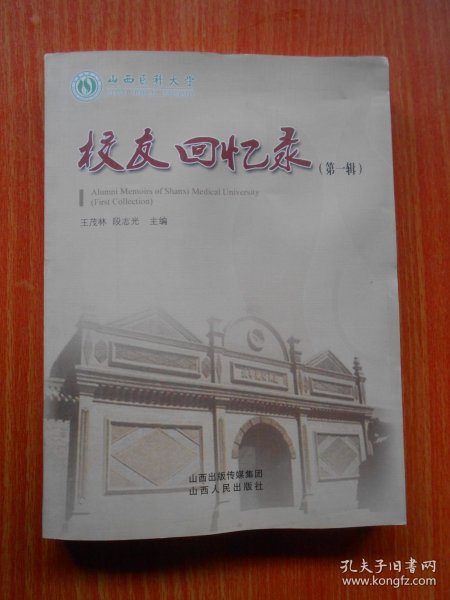 山西医科大学
校友回忆录（第一辑）
Alumni Memoirs of Shanxi Medical University
(First Collection)
王茂林 段志光 主编
山西出版传媒集团
山西人民出版社
孔夫子旧书网
www.kongfz.com